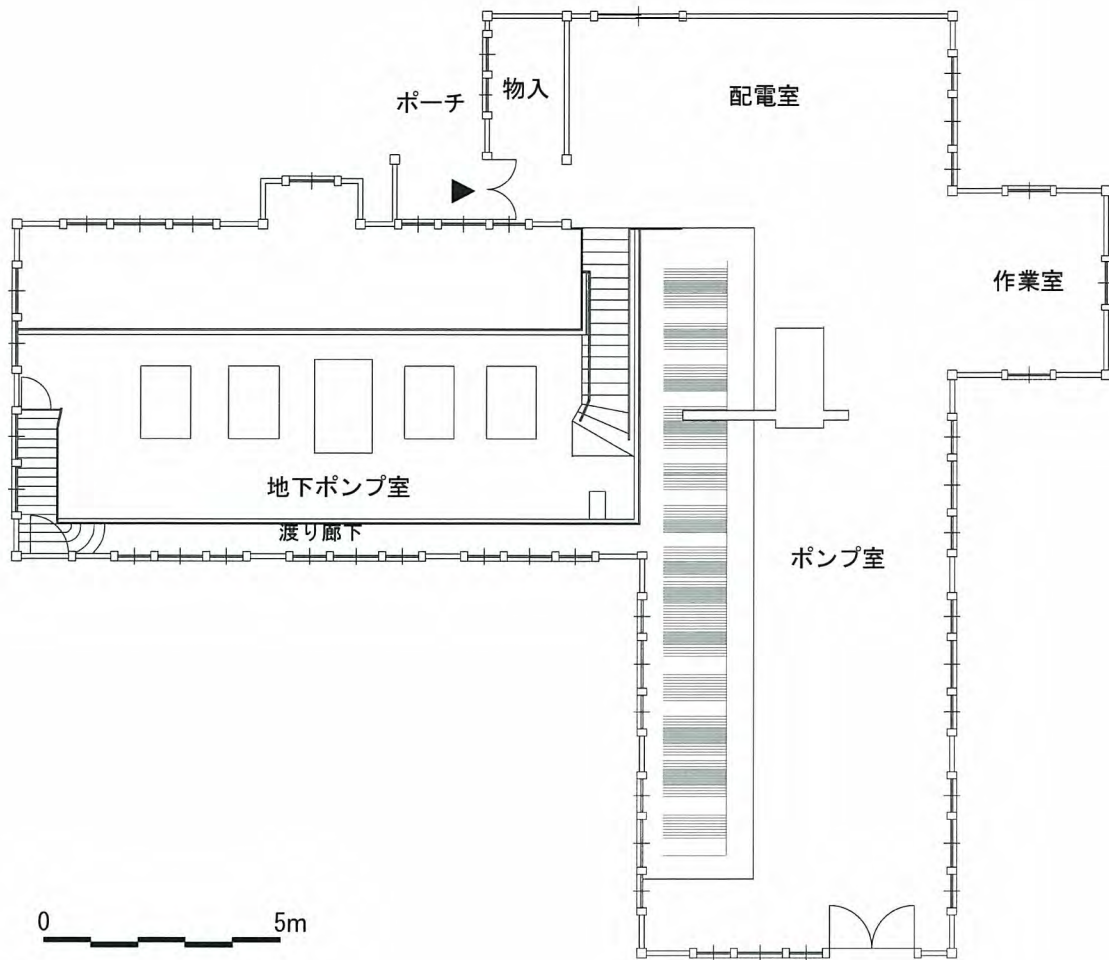 物入
ポーチ
配電室
作業室
地下ポンプ室
渡り廊下
ポンプ室
0 5m